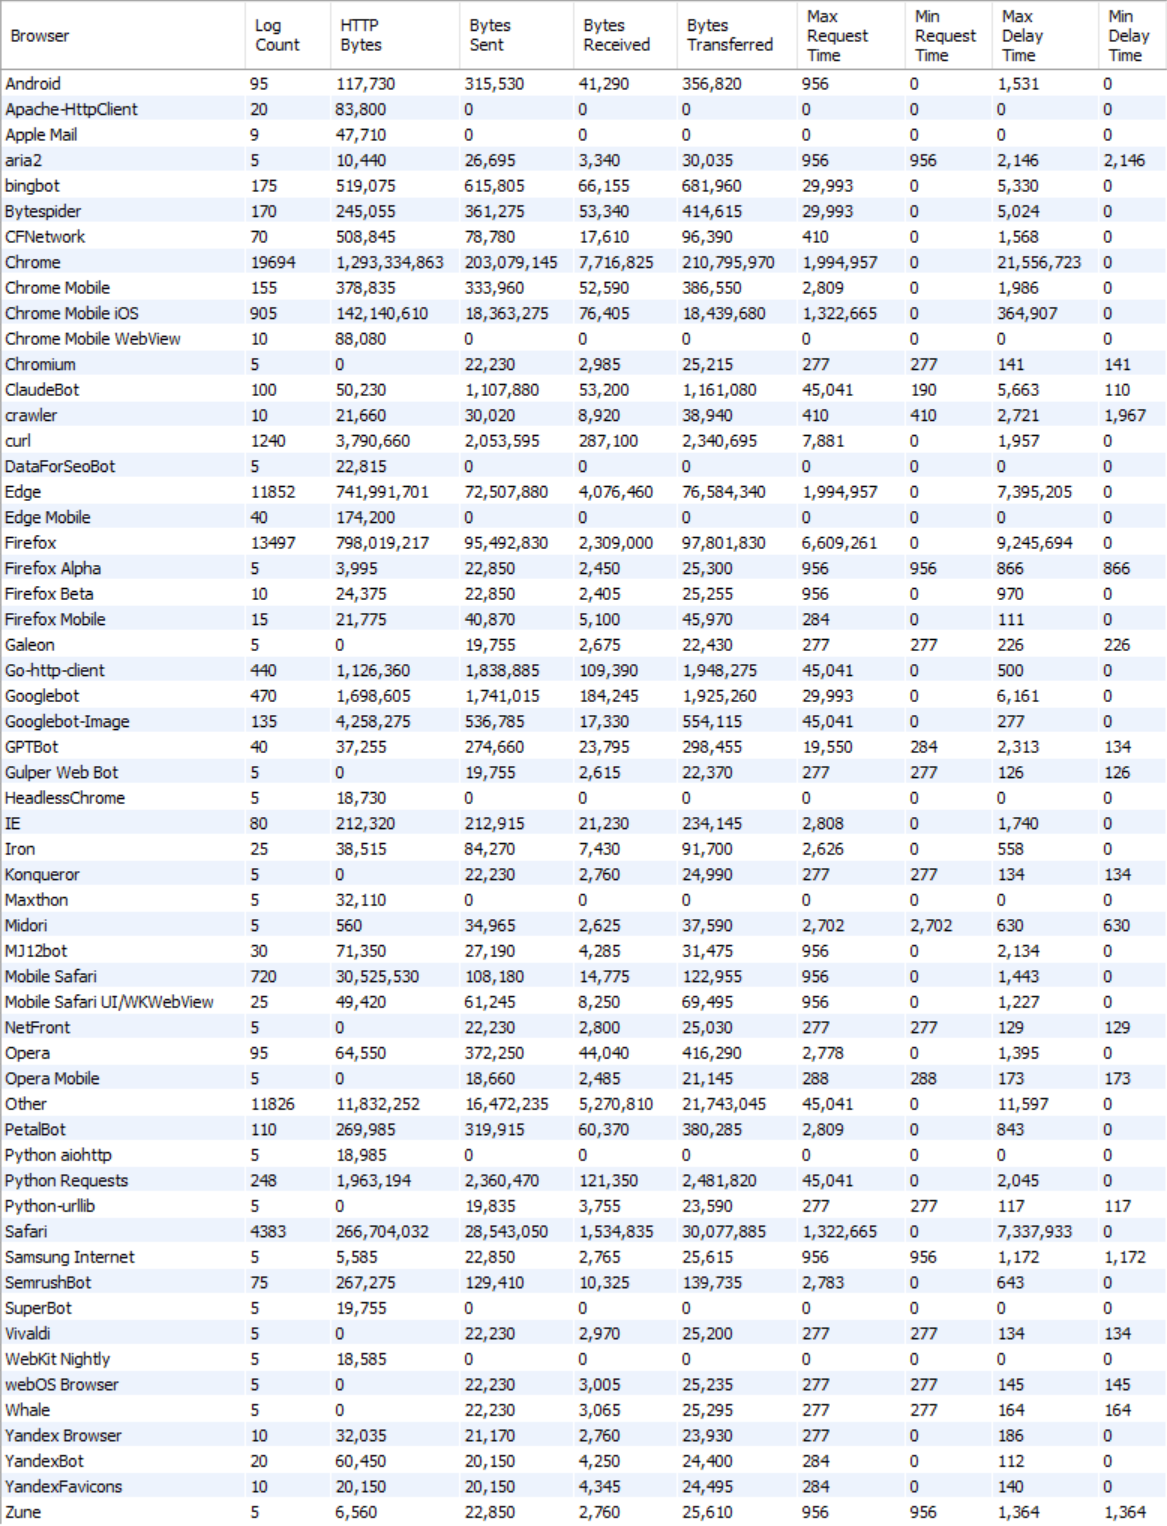 Browser Log Count HTTP Bytes Bytes Sent Bytes Received Bytes Transferred Max Request Time Min Request Time Max Delay Time Min Delay Time
Android 95 117,730 315,530 41,290 356,820 956 0 1,531 0
Apache-HttpClient 20 83,800 0 0 0 0 0 0 0
Apple Mail 9 47,710 0 0 0 0 0 0 0
aria2 5 10,440 26,695 3,340 30,035 956 956 2,146 2,146
bingbot 175 519,075 615,805 66,155 681,960 29,993 0 5,330 0
Bytespider 170 245,055 361,275 53,340 414,615 29,993 0 5,024 0
CFNetwork 70 508,845 78,780 17,610 96,390 410 0 1,568 0
Chrome 19694 1,293,334,863 203,079,145 7,716,825 210,795,970 1,994,957 0 21,556,723 0
Chrome Mobile 155 378,835 333,960 52,590 386,550 2,809 0 1,986 0
Chrome Mobile iOS 905 142,140,610 18,363,275 76,405 18,439,680 1,322,665 0 364,907 0
Chrome Mobile WebView 10 88,080 0 0 0 0 0 0 0
Chromium 5 0 22,230 2,985 25,215 277 277 141 141
ClaudeBot 100 50,230 1,107,880 53,200 1,161,080 45,041 190 5,663 110
crawler 10 21,660 30,020 8,920 38,940 410 410 2,721 1,967
curl 1240 3,790,660 2,053,595 287,100 2,340,695 7,881 0 1,957 0
DataForSeoBot 5 22,815 0 0 0 0 0 0 0
Edge 11852 741,991,701 72,507,880 4,076,460 76,584,340 1,994,957 0 7,395,205 0
Edge Mobile 40 174,200 0 0 0 0 0 0 0
Firefox 13497 798,019,217 95,492,830 2,309,000 97,801,830 6,609,261 0 9,245,694 0
Firefox Alpha 5 3,995 22,850 2,450 25,300 956 956 866 866
Firefox Beta 10 24,375 22,850 2,405 25,255 956 0 970 0
Firefox Mobile 15 21,775 40,870 5,100 45,970 284 0 111 0
Galeon 5 0 19,755 2,675 22,430 277 277 226 226
Go-http-client 440 1,126,360 1,838,885 109,390 1,948,275 45,041 0 500 0
Googlebot 470 1,698,605 1,741,015 184,245 1,925,260 29,993 0 6,161 0
Googlebot-Image 135 4,258,275 536,785 17,330 554,115 45,041 0 277 0
GPTBot 40 37,255 274,660 23,795 298,455 19,550 284 2,313 134
Gulper Web Bot 5 0 19,755 2,615 22,370 277 277 126 126
HeadlessChrome 5 18,730 0 0 0 0 0 0 0
IE 80 212,320 212,915 21,230 234,145 2,808 0 1,740 0
Iron 25 38,515 84,270 7,430 91,700 2,626 0 558 0
Konqueror 5 0 22,230 2,760 24,990 277 277 134 134
Maxthon 5 32,110 0 0 0 0 0 0 0
Midori 5 560 34,965 2,625 37,590 2,702 2,702 630 630
MJ12bot 30 71,350 27,190 4,285 31,475 956 0 2,134 0
Mobile Safari 720 30,525,530 108,180 14,775 122,955 956 0 1,443 0
Mobile Safari UI/WKWebView 25 49,420 61,245 8,250 69,495 956 0 1,227 0
NetFront 5 0 22,230 2,800 25,030 277 277 129 129
Opera 95 64,550 372,250 44,040 416,290 2,778 0 1,395 0
Opera Mobile 5 0 18,660 2,485 21,145 288 288 173 173
Other 11826 11,832,252 16,472,235 5,270,810 21,743,045 45,041 0 11,597 0
PetalBot 110 269,985 319,915 60,370 380,285 2,809 0 843 0
Python aiohttp 5 18,985 0 0 0 0 0 0 0
Python Requests 248 1,963,194 2,360,470 121,350 2,481,820 45,041 0 2,045 0
Python-urllib 5 0 19,835 3,755 23,590 277 277 117 117
Safari 4383 266,704,032 28,543,050 1,534,835 30,077,885 1,322,665 0 7,337,933 0
Samsung Internet 5 5,585 22,850 2,765 25,615 956 956 1,172 1,172
SemrushBot 75 267,275 129,410 10,325 139,735 2,783 0 643 0
SuperBot 5 19,755 0 0 0 0 0 0 0
Vivaldi 5 0 22,230 2,970 25,200 277 277 134 134
WebKit Nightly 5 18,585 0 0 0 0 0 0 0
webOS Browser 5 0 22,230 3,005 25,235 277 277 145 145
Whale 5 0 22,230 3,065 25,295 277 277 164 164
Yandex Browser 10 32,035 21,170 2,760 23,930 277 0 186 0
YandexBot 20 60,450 20,150 4,250 24,400 284 0 112 0
YandexFavicons 10 20,150 20,150 4,345 24,495 284 0 140 0
Zune 5 6,560 22,850 2,760 25,610 956 956 1,364 1,364